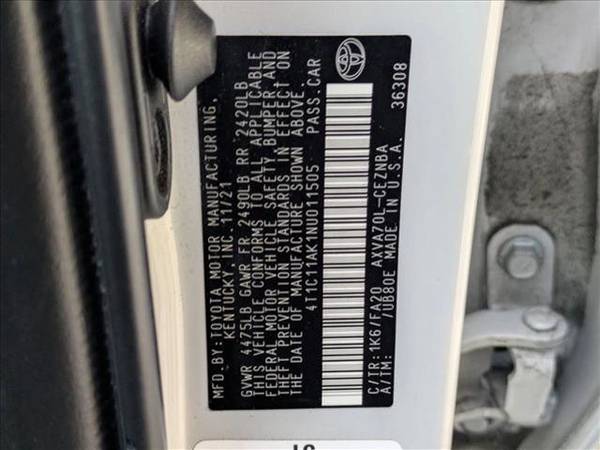 MFD.BY:TOYOTA MOTOR MANUFACTURING,
KENTUCKY, INC. 11/21
GVWR 4475LB GAWR FR 2490LB RR 2420LB
THIS VEHICLE CONFORMS TO ALL APPLICABLE
FEDERAL MOTOR VEHICLE SAFETY, BUMPER AND
THEFT PREVENTION STANDARDS IN EFFECT ON
THE DATE OF MANUFACTURE SHOWN ABOVE.
4T1C11AK1NU011505 PASS.CAR
C/TR:1K6/FA20 AXVA70L-CEZNBA
A/TM: /UB80E MADE IN U.S.A. 36308